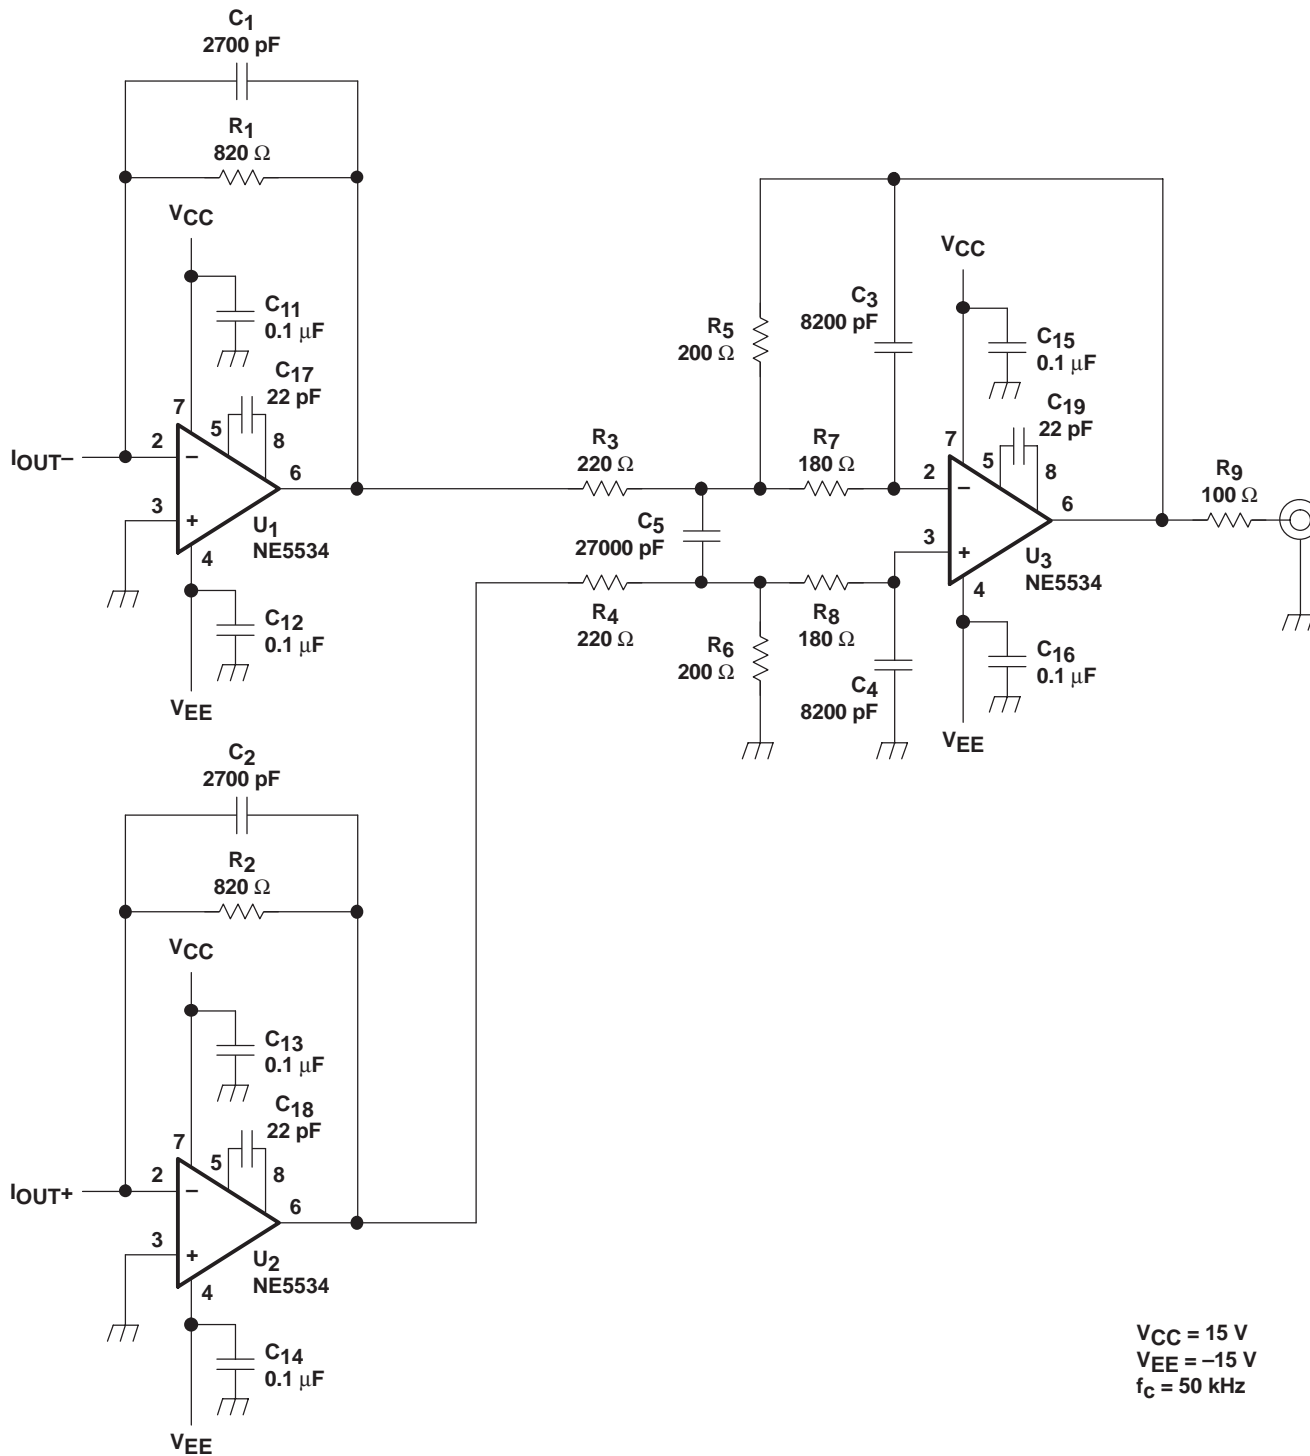 C1
2700 pF
R1
820 Ω
VCC
C11
0.1 μF
C17
22 pF
7
5
8
2
IOUT–
–
6
3
+
U1
NE5534
4
C12
0.1 μF
VEE
R3
220 Ω
C5
27000 pF
R4
220 Ω
R5
200 Ω
C3
8200 pF
R7
180 Ω
R6
200 Ω
R8
180 Ω
C4
8200 pF
VCC
C15
0.1 μF
C19
22 pF
7
5
8
2
–
6
3
+
U3
NE5534
4
C16
0.1 μF
VEE
R9
100 Ω
C2
2700 pF
R2
820 Ω
VCC
C13
0.1 μF
C18
22 pF
7
5
8
2
IOUT+
–
6
3
+
U2
NE5534
4
C14
0.1 μF
VEE
VCC = 15 V
VEE = –15 V
fc = 50 kHz